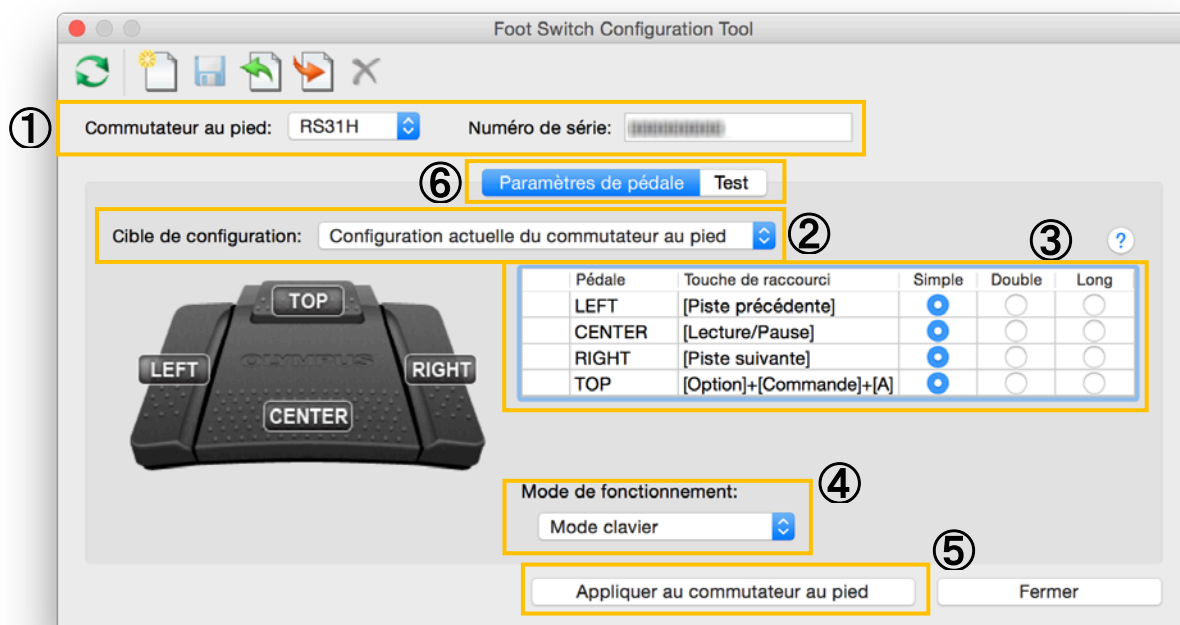 Foot Switch Configuration Tool
① Commutateur au pied: RS31H Numéro de série:
⑥ Paramètres de pédale Test
Cible de configuration: Configuration actuelle du commutateur au pied ②
③ ?
Pédale Touche de raccourci Simple Double Long
LEFT [Piste précédente]
CENTER [Lecture/Pause]
RIGHT [Piste suivante]
TOP [Option]+[Commande]+[A]
TOP
OLYMPUS
LEFT RIGHT
CENTER
Mode de fonctionnement: ④
Mode clavier
⑤
Appliquer au commutateur au pied Fermer